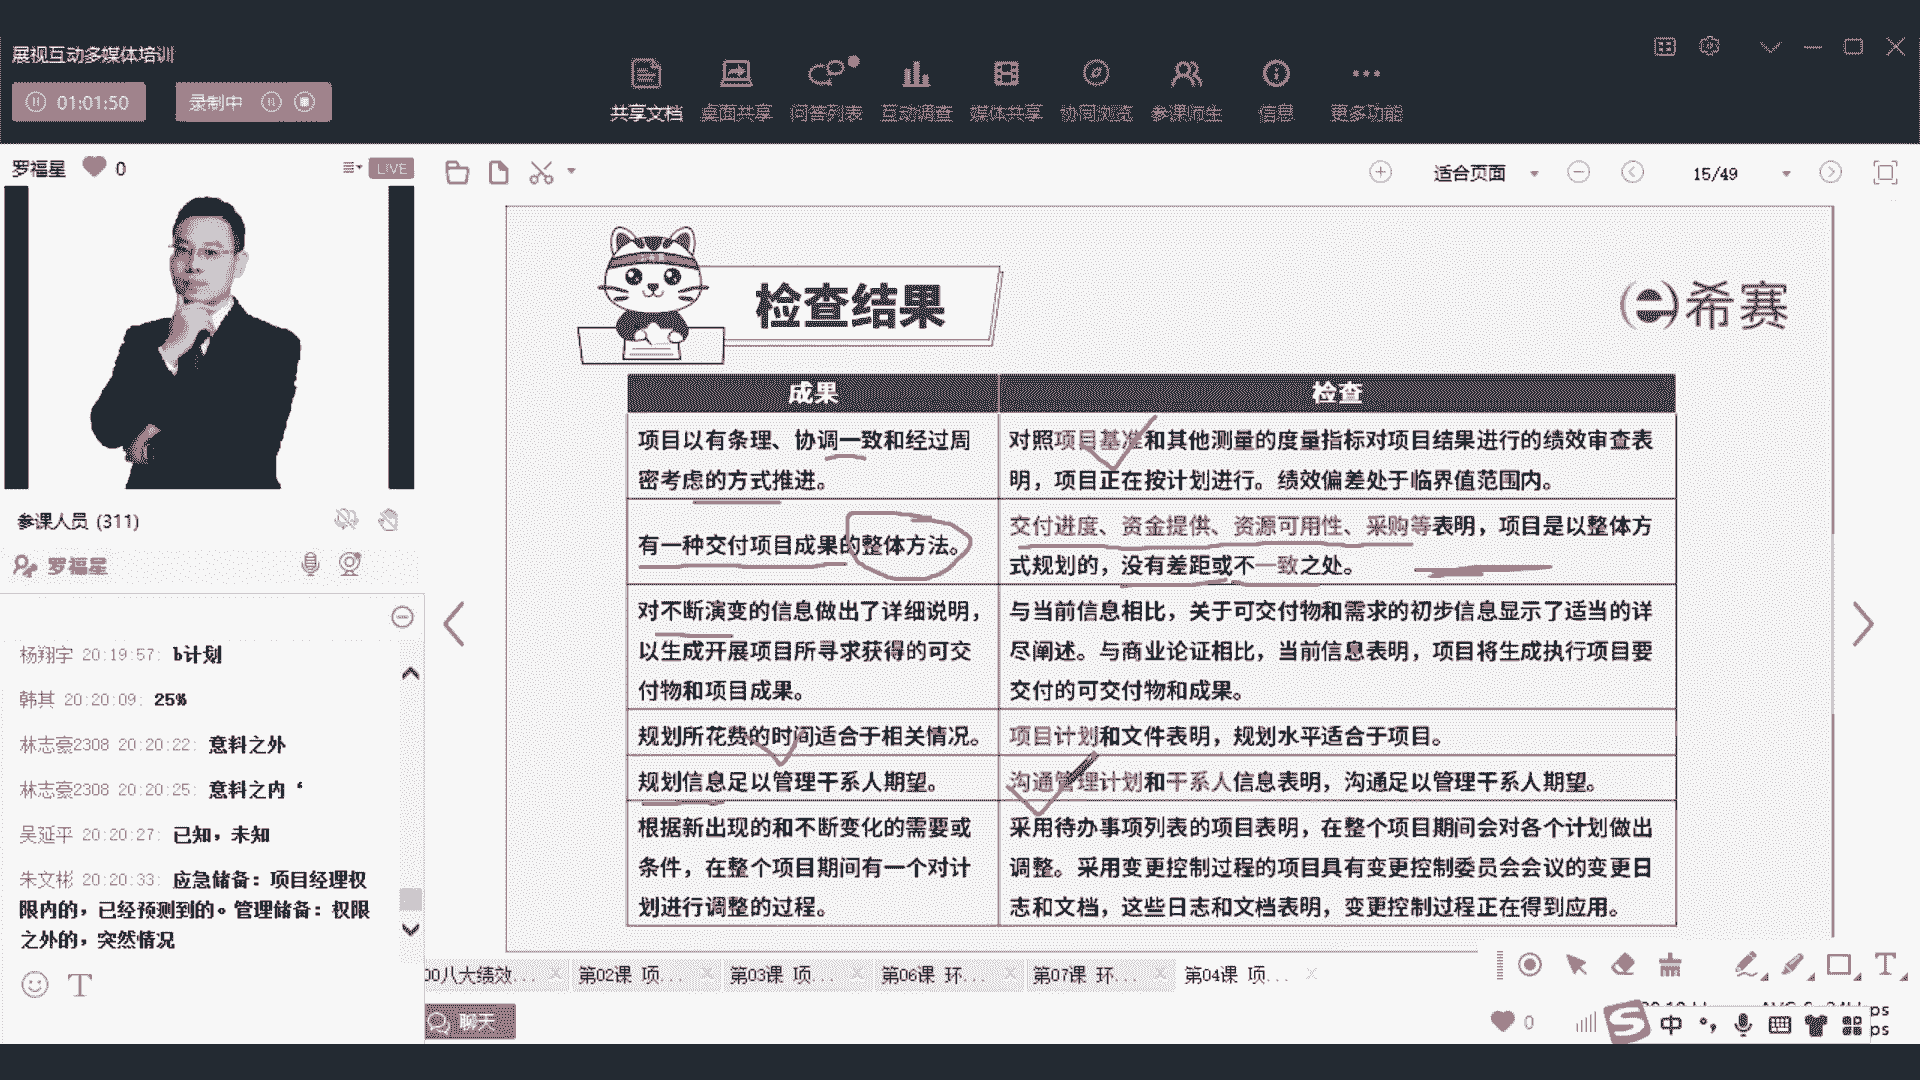 展视互动多媒体培训
01:01:50
录制中
共享文档
桌面共享
问答列表
互动调查
媒体共享
协同浏览
参课师生
信息
更多功能
罗福星
0
LIVE
适合页面
15/49
检查结果
希赛
成果
检查
项目以有条理、协调一致和经过周
密考虑的方式推进。
对照项目基准和其他测量的度量指标对项目结果进行的绩效审查表
明，项目正在按计划进行。绩效偏差处于临界值范围内。
有一种交付项目成果的整体方法。
交付进度、资金提供、资源可用性、采购等表明，项目是以整体方
式规划的，没有差距或不一致之处。
对不断演变的信息做出了详细说明，
以生成开展项目所寻求获得的可交
付物和项目成果。
与当前信息相比，关于可交付物和需求的初步信息显示了适当的详
尽阐述。与商业论证相比，当前信息表明，项目将生成执行项目要
交付的可交付物和成果。
规划所花费的时间适合于相关情况。
项目计划和文件表明，规划水平适合于项目。
规划信息足以管理干系人期望。
沟通管理计划和干系人信息表明，沟通足以管理干系人期望。
根据新出现的和不断变化的需要或
条件，在整个项目期间有一个对计
划进行调整的过程。
采用待办事项列表的项目表明，在整个项目期间会对各个计划做出
调整。采用变更控制过程的项目具有变更控制委员会会议的变更日
志和文档，这些日志和文档表明，变更控制过程正在得到应用。
参课人员 (311)
罗福星
杨翔宇 20:19:57: b计划
韩其 20:20:09: 25%
林志豪2308 20:20:22: 意料之外
林志豪2308 20:20:25: 意料之内 ‘
吴延平 20:20:27: 已知，未知
朱文彬 20:20:33: 应急储备：项目经理权
限内的，已经预测到的。管理储备：权限
之外的，突然情况
00八大绩效...
第02课 项...
第03课 项...
第06课 环...
第07课 环...
第04课 项...
聊天
0
中
ps
ps